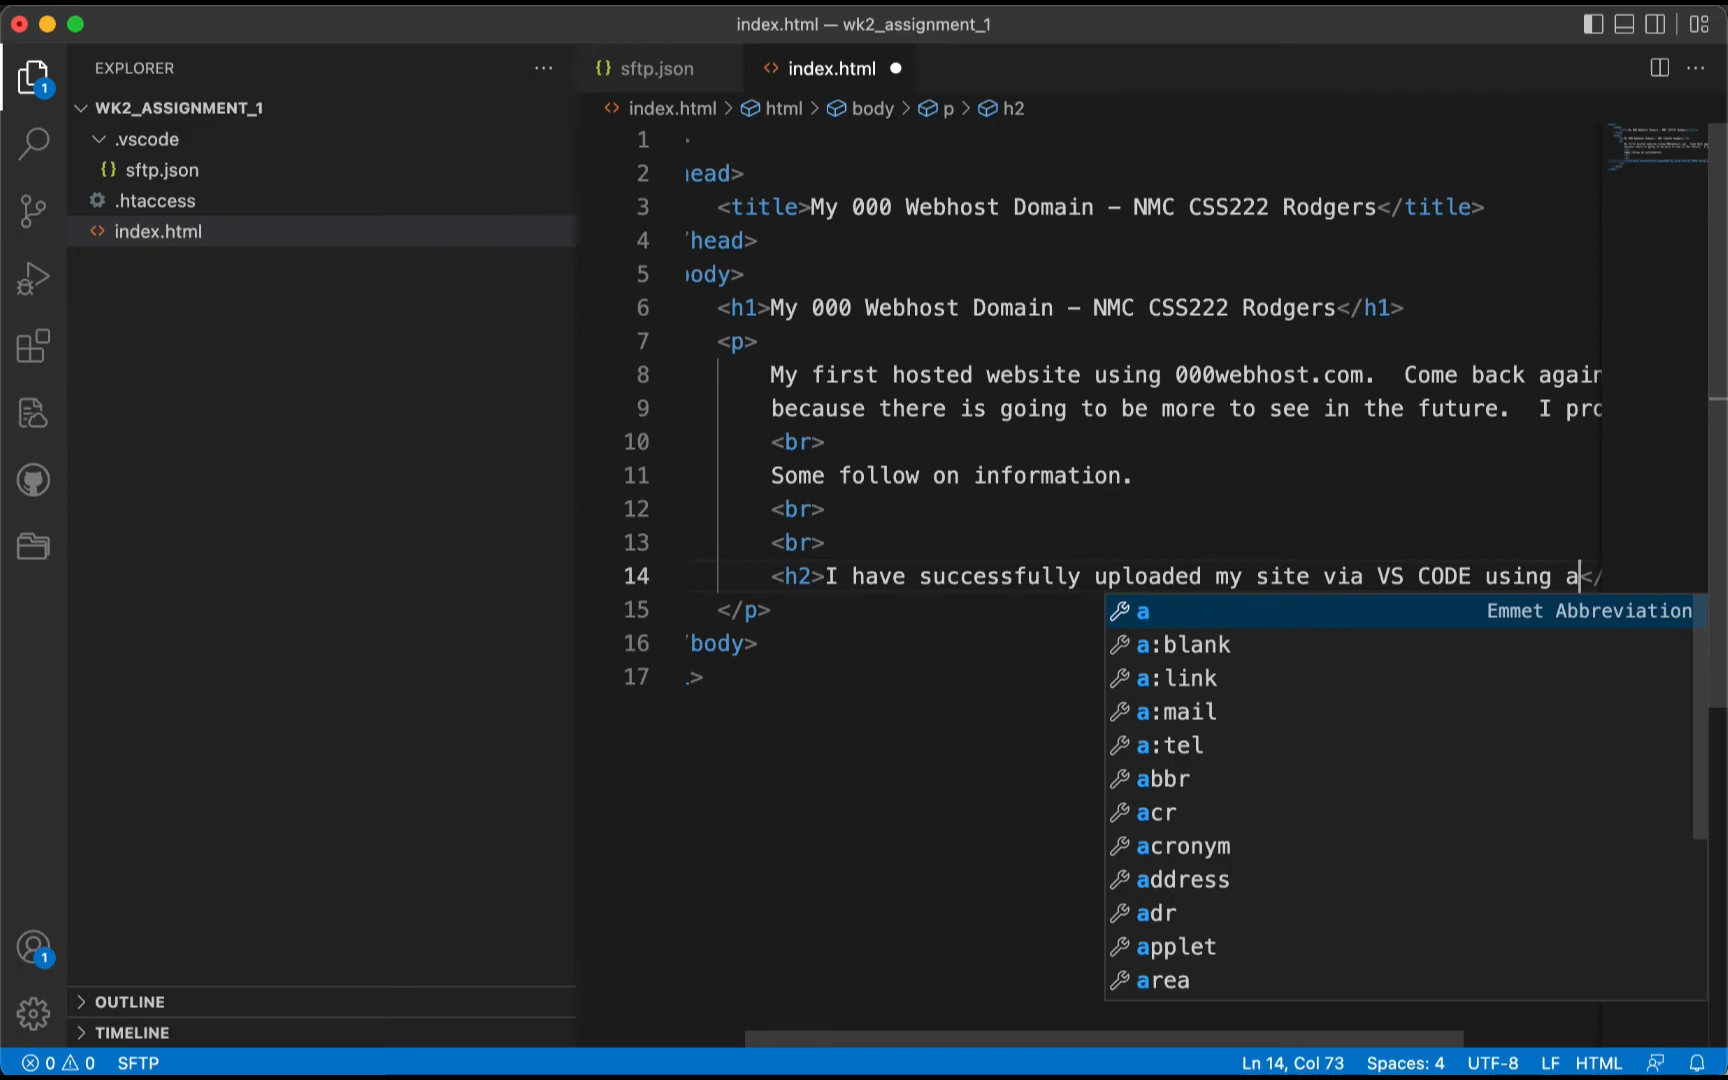 index.html — wk2_assignment_1
EXPLORER
sftp.json
index.html
WK2_ASSIGNMENT_1
index.html > html > body > p > h2
.vscode
{} sftp.json
.htaccess
<> index.html
1
1
2 head>
3 <title>My 000 Webhost Domain – NMC CSS222 Rodgers</title>
4 /head>
5 body>
6 <h1>My 000 Webhost Domain – NMC CSS222 Rodgers</h1>
7 <p>
8 My first hosted website using 000webhost.com.  Come back again
9 because there is going to be more to see in the future.  I pro
10 <br>
11 Some follow on information.
12 <br>
13 <br>
14 <h2>I have successfully uploaded my site via VS CODE using a</
15 </p>
16 /body>
17 >
a Emmet Abbreviation
a:blank
a:link
a:mail
a:tel
abbr
acr
acronym
address
adr
applet
area
1
OUTLINE
TIMELINE
0 0 SFTP
Ln 14, Col 73 Spaces: 4 UTF-8 LF HTML